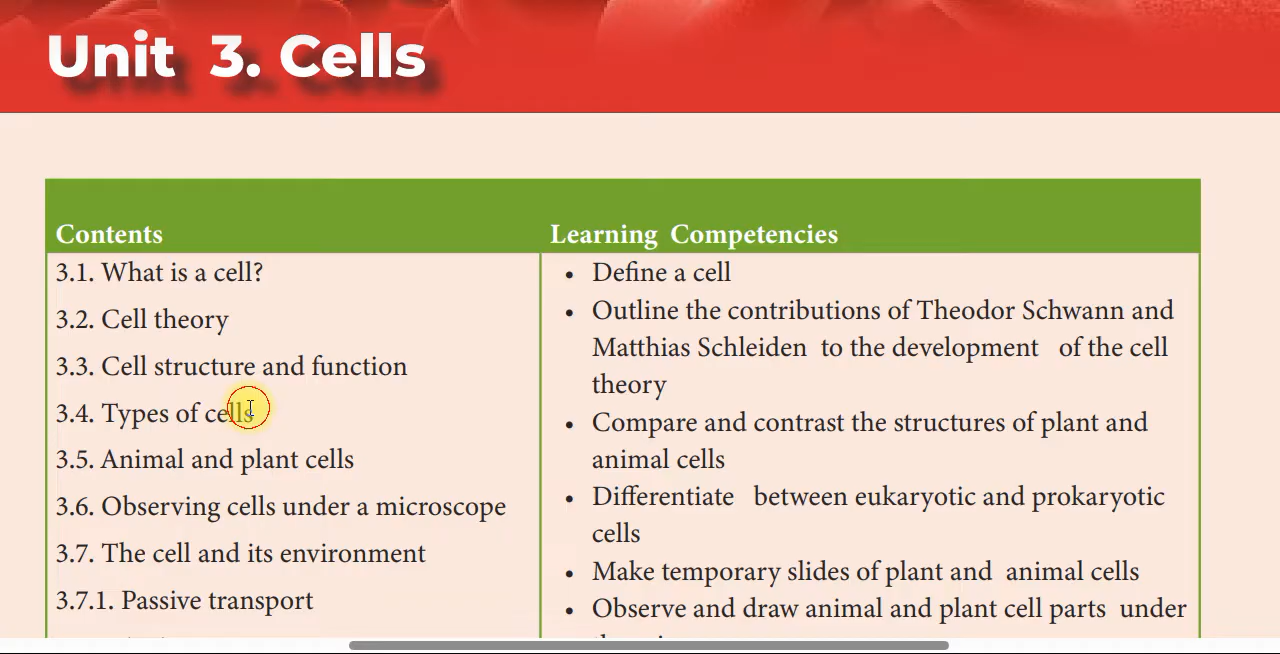 Unit 3. Cells
Contents
Learning Competencies
3.1. What is a cell?
3.2. Cell theory
3.3. Cell structure and function
3.4. Types of cells
3.5. Animal and plant cells
3.6. Observing cells under a microscope
3.7. The cell and its environment
3.7.1. Passive transport
• Define a cell
• Outline the contributions of Theodor Schwann and
Matthias Schleiden to the development of the cell
theory
• Compare and contrast the structures of plant and
animal cells
• Differentiate between eukaryotic and prokaryotic
cells
• Make temporary slides of plant and animal cells
• Observe and draw animal and plant cell parts under